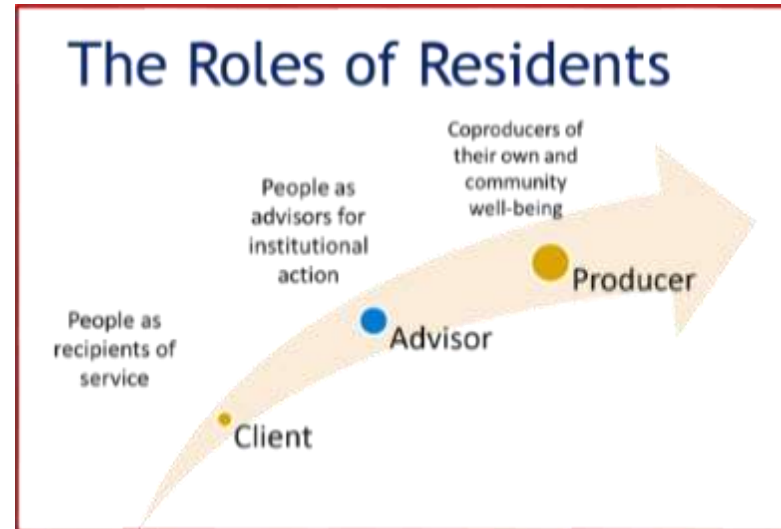 The Roles of Residents
Coproducers of
their own and
community
well-being
Producer
People as
advisors for
institutional
action
Advisor
People as
recipients of
service
Client